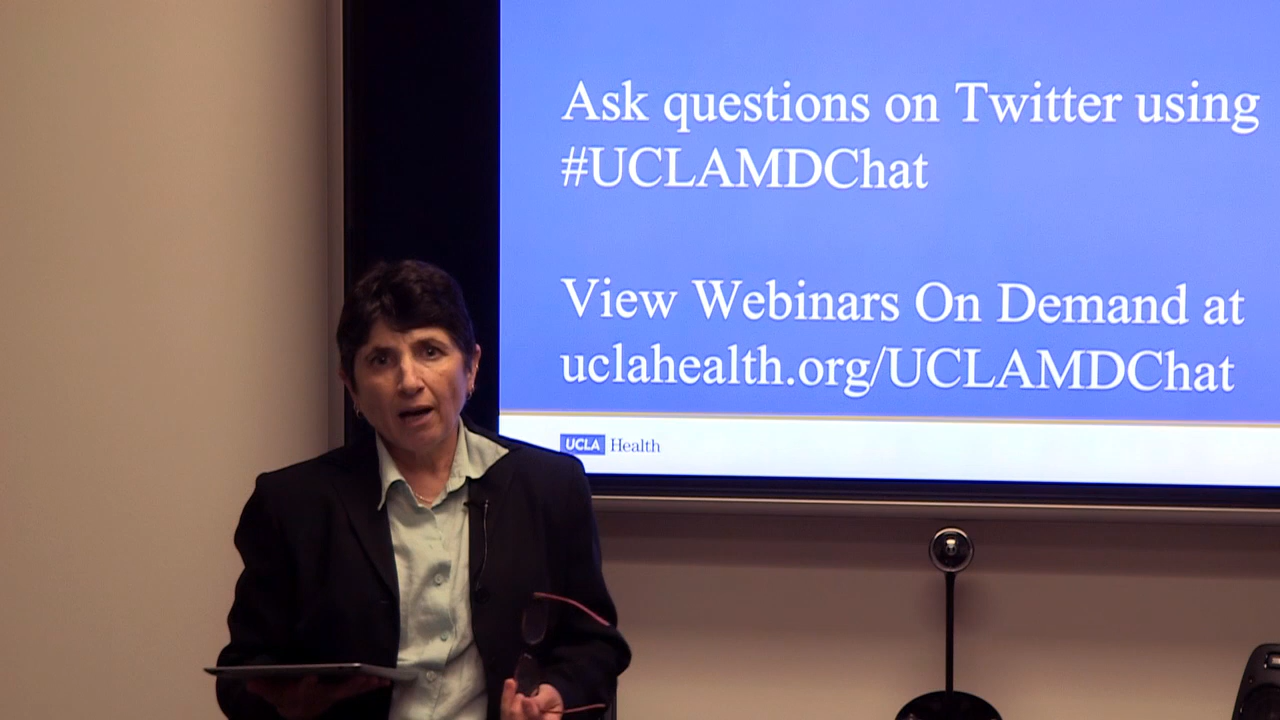 Ask questions on Twitter using
#UCLAMDChat
View Webinars On Demand at
uclahealth.org/UCLAMDChat
UCLA Health